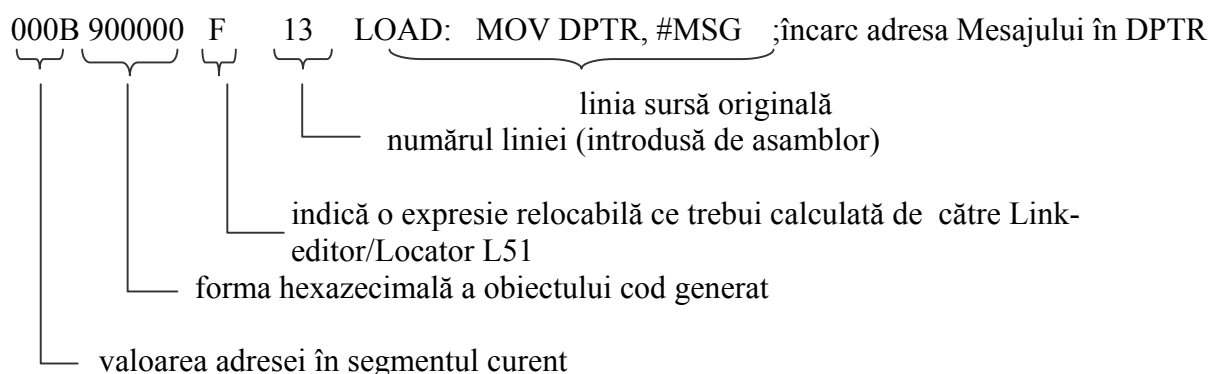 000B 900000 F 13 LOAD: MOV DPTR, #MSG ;încarc adresa Mesajului în DPTR
linia sursă originală
numărul liniei (introdusă de asamblor)
indică o expresie relocabilă ce trebui calculată de către Link-
editor/Locator L51
forma hexazecimală a obiectului cod generat
valoarea adresei în segmentul curent